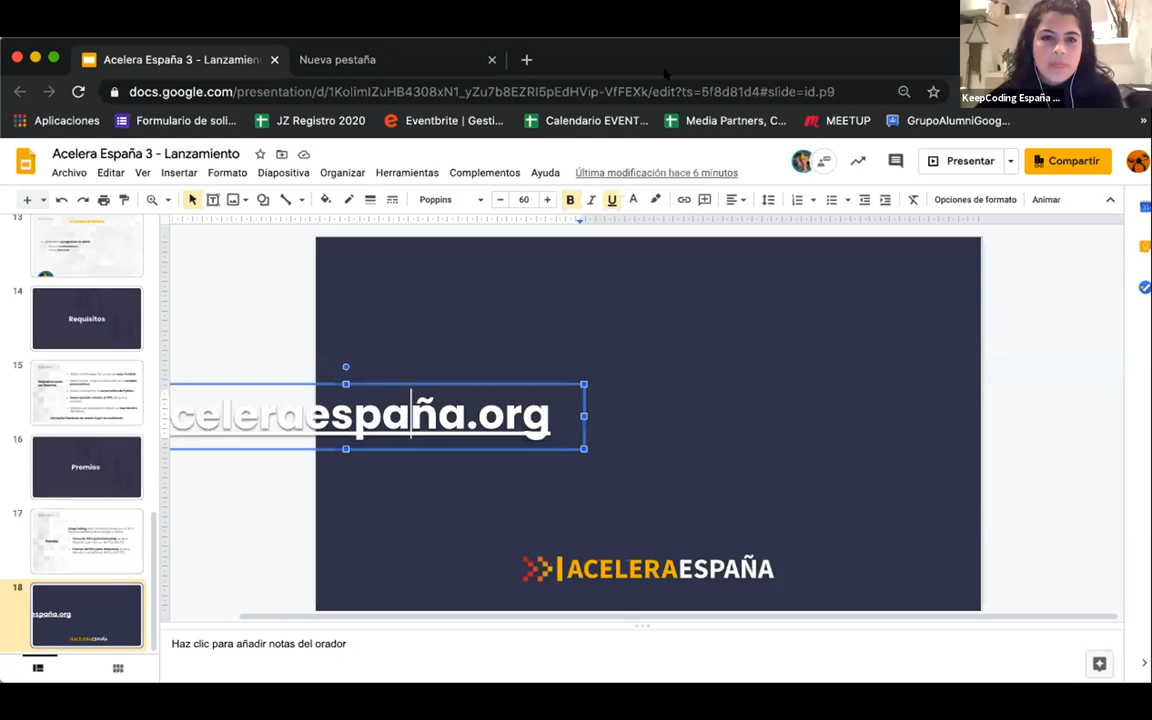 KeepCoding España ...
Acelera España 3 - Lanzamien
Nueva pestaña
docs.google.com/presentation/d/1KolimIZuHB4308xN1_yZu7b8EZRI5pEdHVip-VfFEXk/edit?ts=5f8d81d4#slide=id.p9
Aplicaciones
Formulario de soli...
JZ Registro 2020
Eventbrite | Gesti...
Calendario EVENT...
Media Partners, C...
MEETUP
GrupoAlumniGoog...
Acelera España 3 - Lanzamiento
Presentar
Compartir
Archivo Editar Ver Insertar Formato Diapositiva Organizar Herramientas Complementos Ayuda
Última modificación hace 6 minutos
Poppins
60
Opciones de formato
Animar
13
14
Requisitos
15
16
Premios
17
18
españa.org
celeraespaña.org
ACELERAESPAÑA
Haz clic para añadir notas del orador